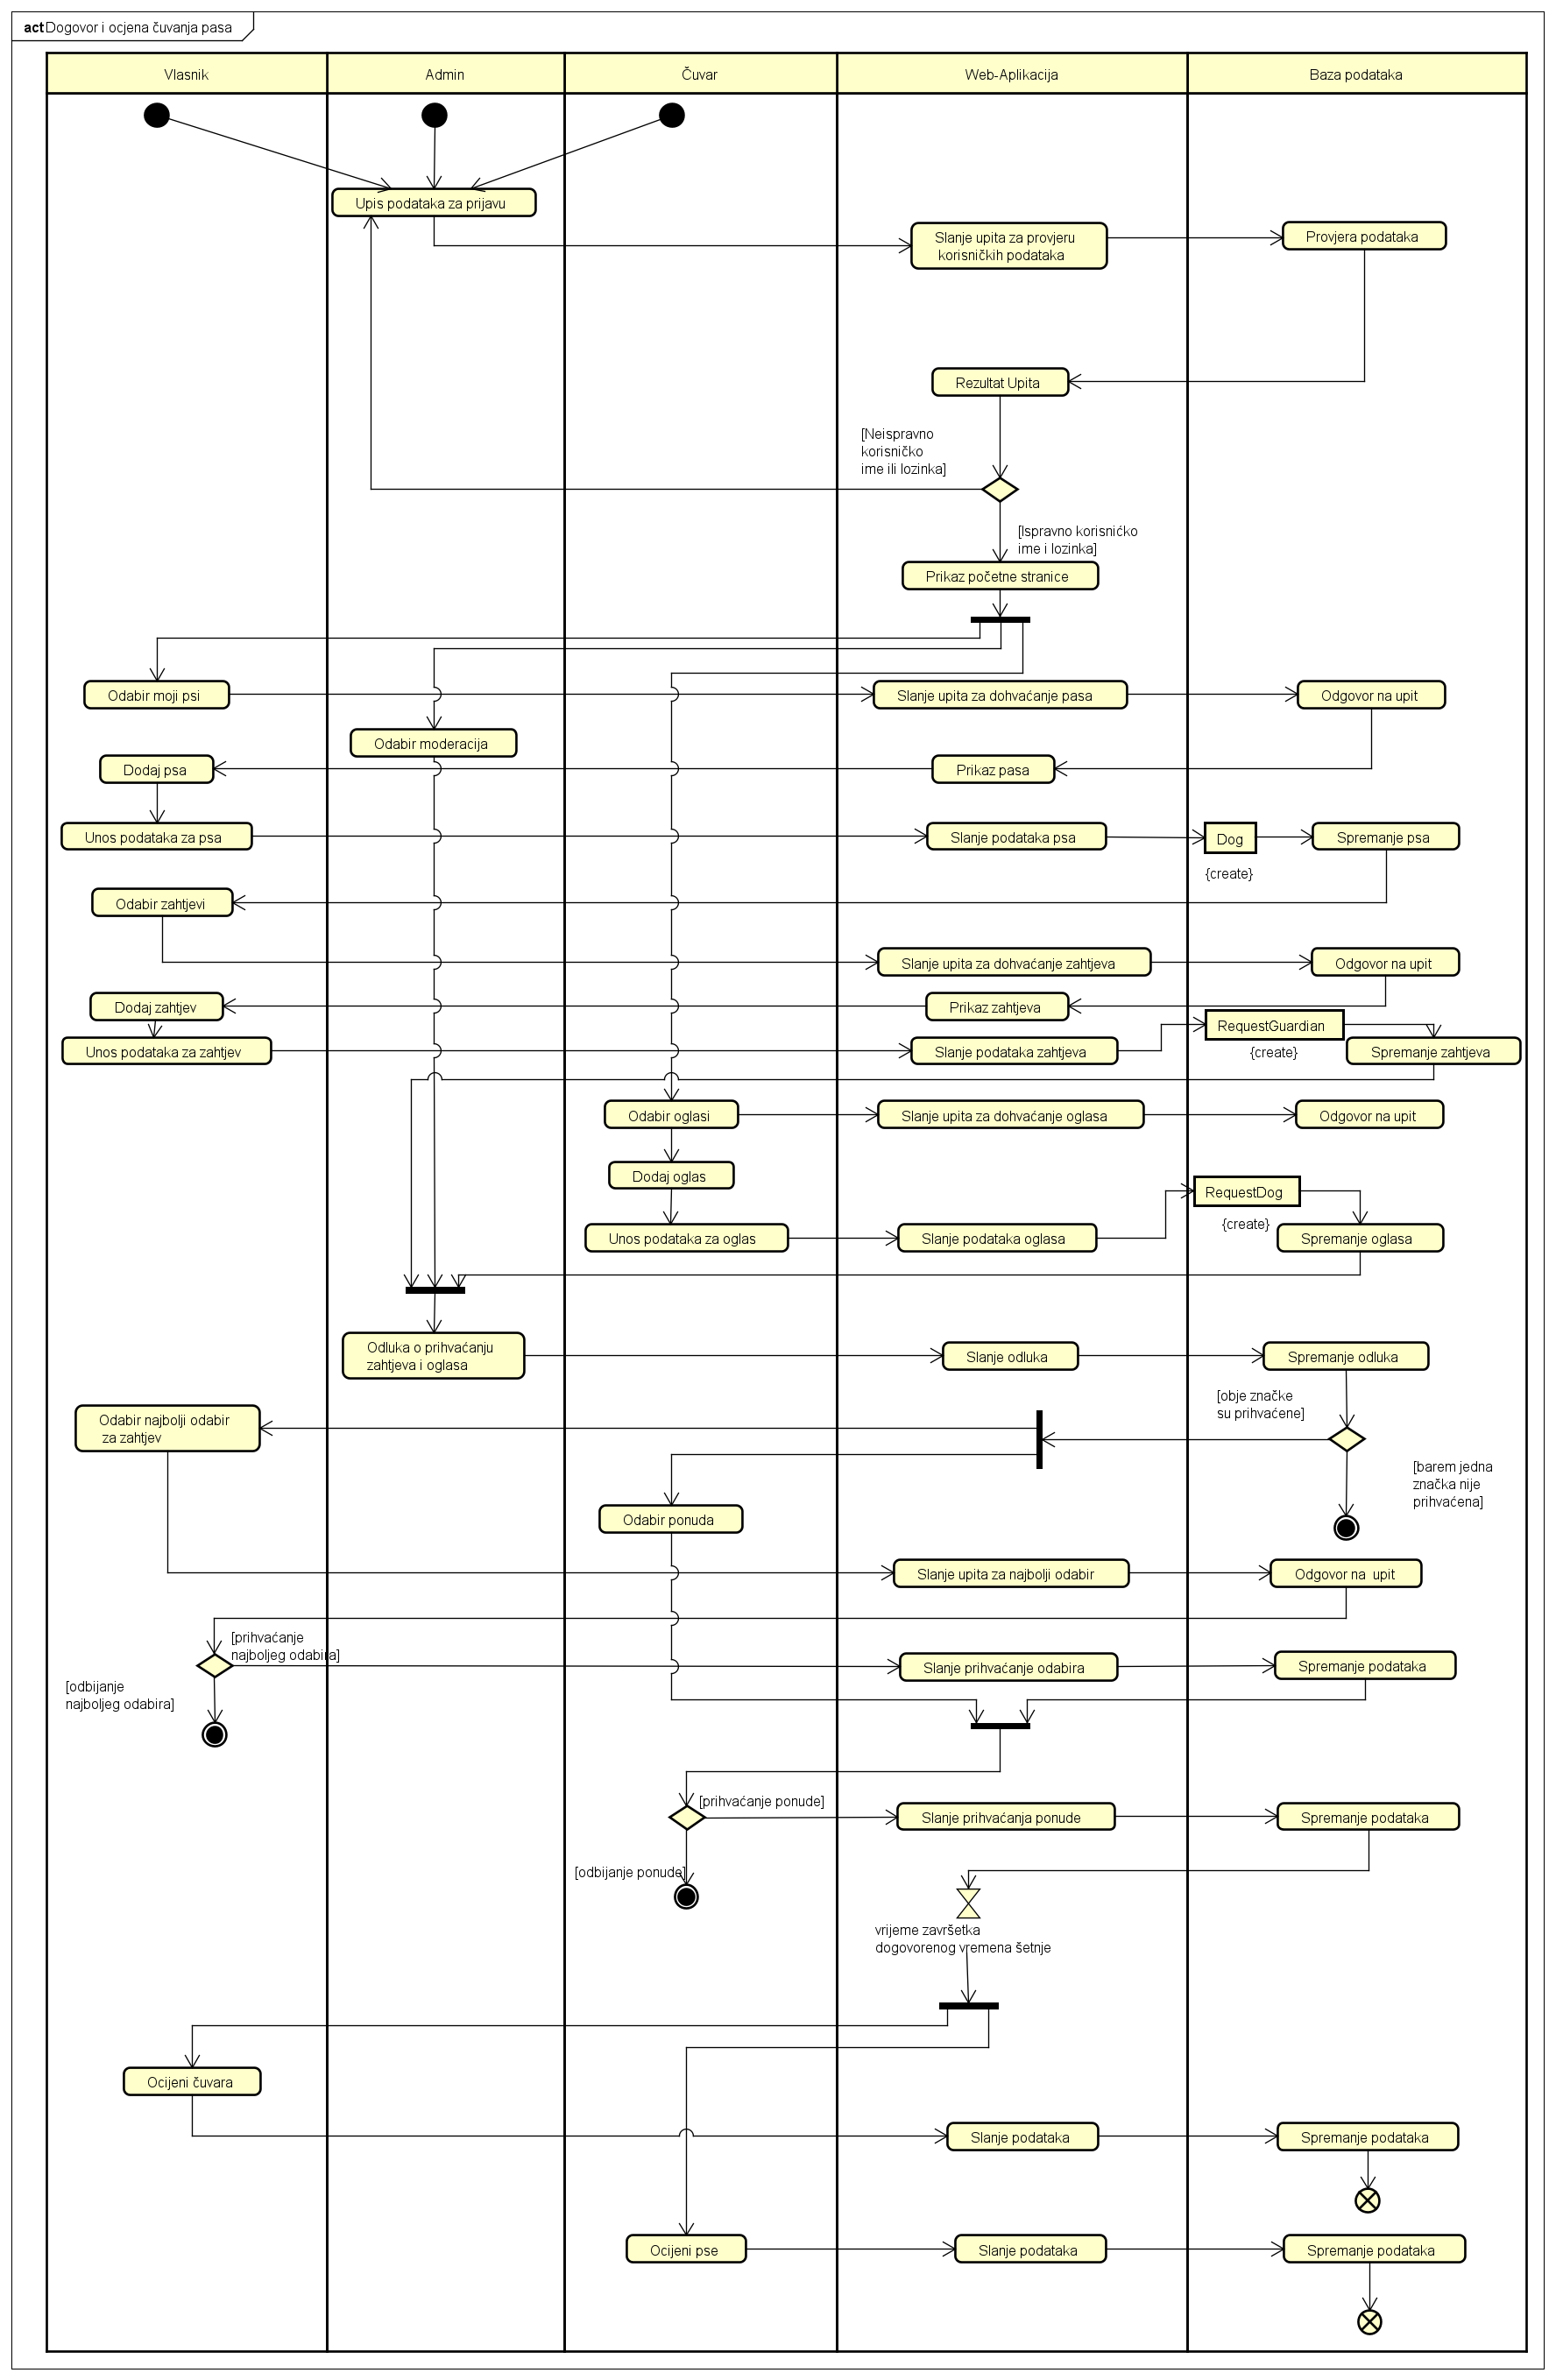 act Dogovor i ocjena čuvanja pasa
Vlasnik
Admin
Čuvar
Web-Aplikacija
Baza podataka
Upis podataka za prijavu
Slanje upita za provjeru
korisničkih podataka
Provjera podataka
Rezultat Upita
[Neispravno
korisničko
ime ili lozinka]
[Ispravno korisnićko
ime i lozinka]
Prikaz početne stranice
Odabir moji psi
Slanje upita za dohvaćanje pasa
Odgovor na upit
Odabir moderacija
Dodaj psa
Prikaz pasa
Unos podataka za psa
Slanje podataka psa
Dog
Spremanje psa
{create}
Odabir zahtjevi
Slanje upita za dohvaćanje zahtjeva
Odgovor na upit
Dodaj zahtjev
Prikaz zahtjeva
RequestGuardian
Unos podataka za zahtjev
Slanje podataka zahtjeva
{create}
Spremanje zahtjeva
Odabir oglasi
Slanje upita za dohvaćanje oglasa
Odgovor na upit
Dodaj oglas
RequestDog
{create}
Unos podataka za oglas
Slanje podataka oglasa
Spremanje oglasa
Odluka o prihvaćanju
zahtjeva i oglasa
Slanje odluka
Spremanje odluka
[obje značke
su prihvaćene]
Odabir najbolji odabir
za zahtjev
[barem jedna
značka nije
prihvaćena]
Odabir ponuda
Slanje upita za najbolji odabir
Odgovor na  upit
[prihvaćanje
najboljeg odabira]
Slanje prihvaćanje odabira
Spremanje podataka
[odbijanje
najboljeg odabira]
[prihvaćanje ponude]
Slanje prihvaćanja ponude
Spremanje podataka
[odbijanje ponude]
vrijeme završetka
dogovorenog vremena šetnje
Ocijeni čuvara
Slanje podataka
Spremanje podataka
Ocijeni pse
Slanje podataka
Spremanje podataka